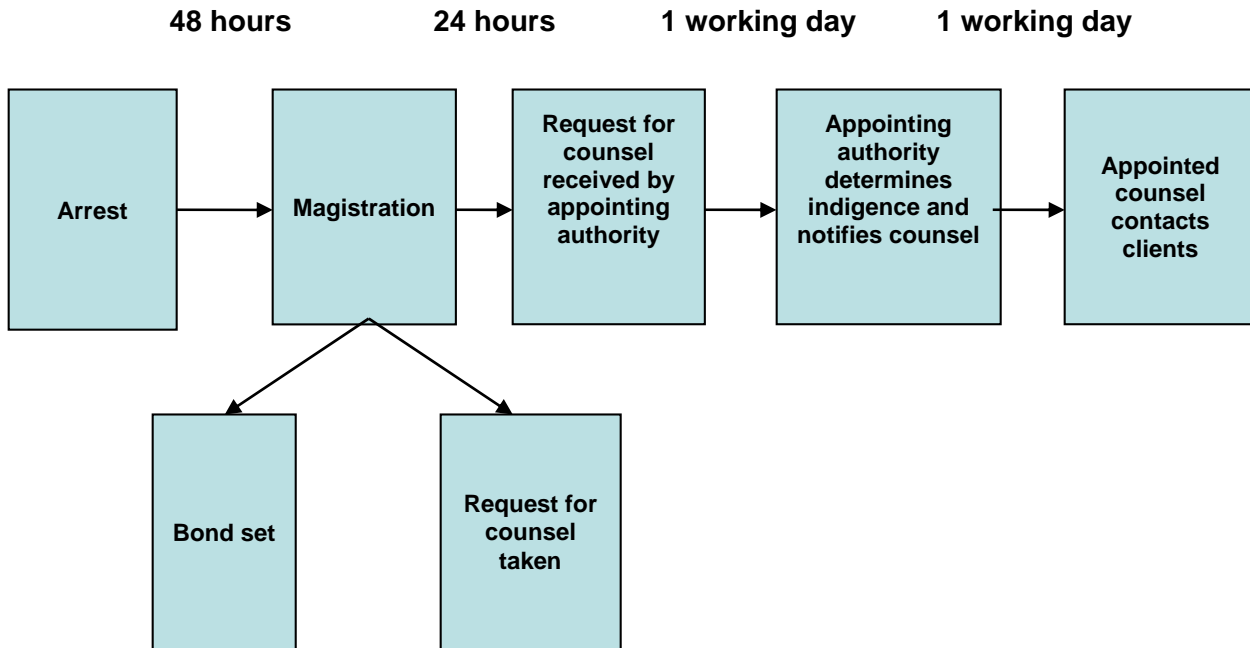 48 hours
24 hours
1 working day
1 working day
Arrest
Magistration
Request for
counsel
received by
appointing
authority
Appointing
authority
determines
indigence and
notifies counsel
Appointed
counsel
contacts
clients
Bond set
Request for
counsel
taken